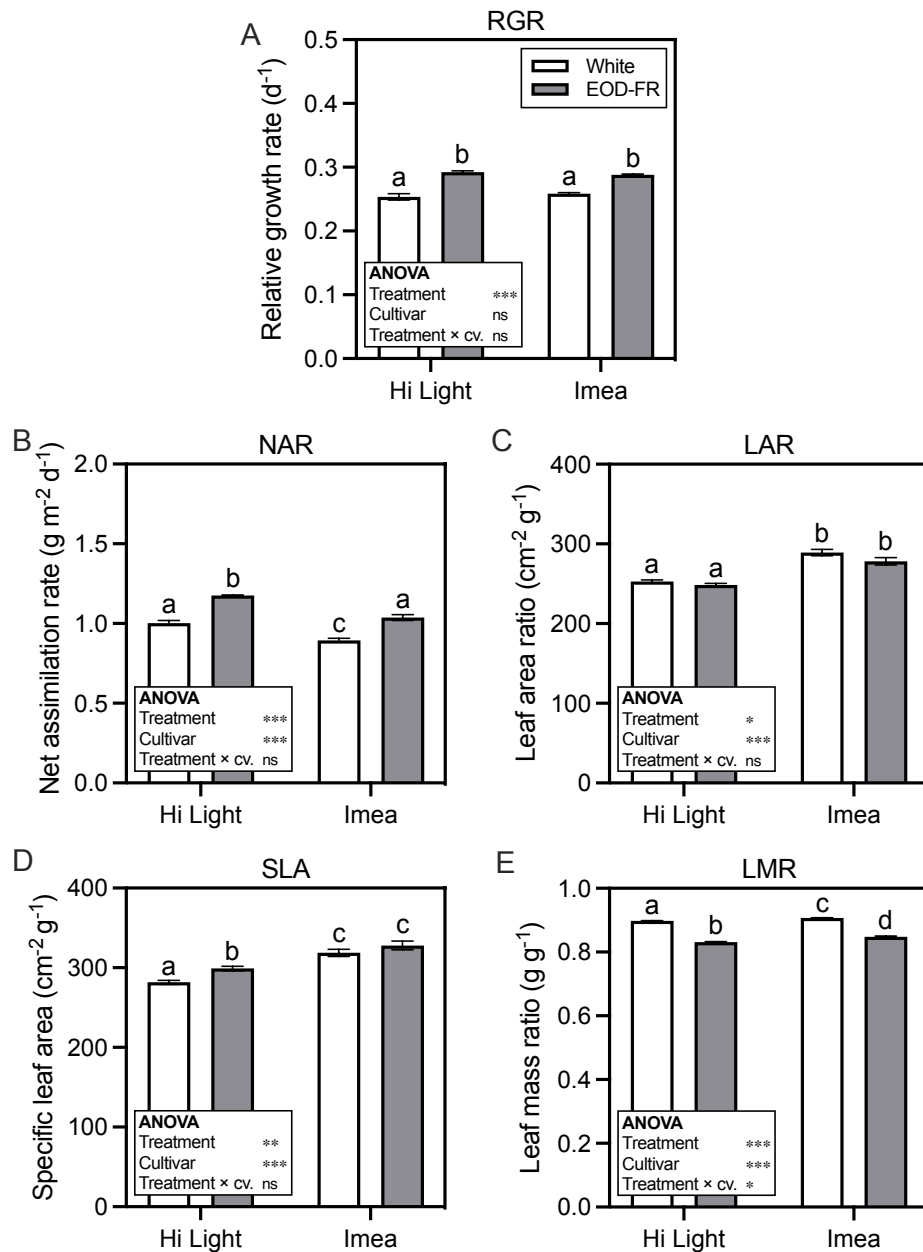 A
RGR
Relative growth rate (d⁻¹)
0.5
0.4
0.3
0.2
0.1
0.0
White
EOD-FR
a
b
a
b
ANOVA
Treatment ***
Cultivar ns
Treatment × cv. ns
Hi Light
Imea
B
NAR
Net assimilation rate (g m⁻² d⁻¹)
2.0
1.5
1.0
0.5
0.0
a
b
c
a
ANOVA
Treatment ***
Cultivar ***
Treatment × cv. ns
Hi Light
Imea
C
LAR
Leaf area ratio (cm⁻² g⁻¹)
400
300
200
100
0
a
a
b
b
ANOVA
Treatment *
Cultivar ***
Treatment × cv. ns
Hi Light
Imea
D
SLA
Specific leaf area (cm⁻² g⁻¹)
400
300
200
100
0
a
b
c
c
ANOVA
Treatment **
Cultivar ***
Treatment × cv. ns
Hi Light
Imea
E
LMR
Leaf mass ratio (g g⁻¹)
1.0
0.8
0.6
0.4
0.2
0.0
a
b
c
d
ANOVA
Treatment ***
Cultivar ***
Treatment × cv. *
Hi Light
Imea